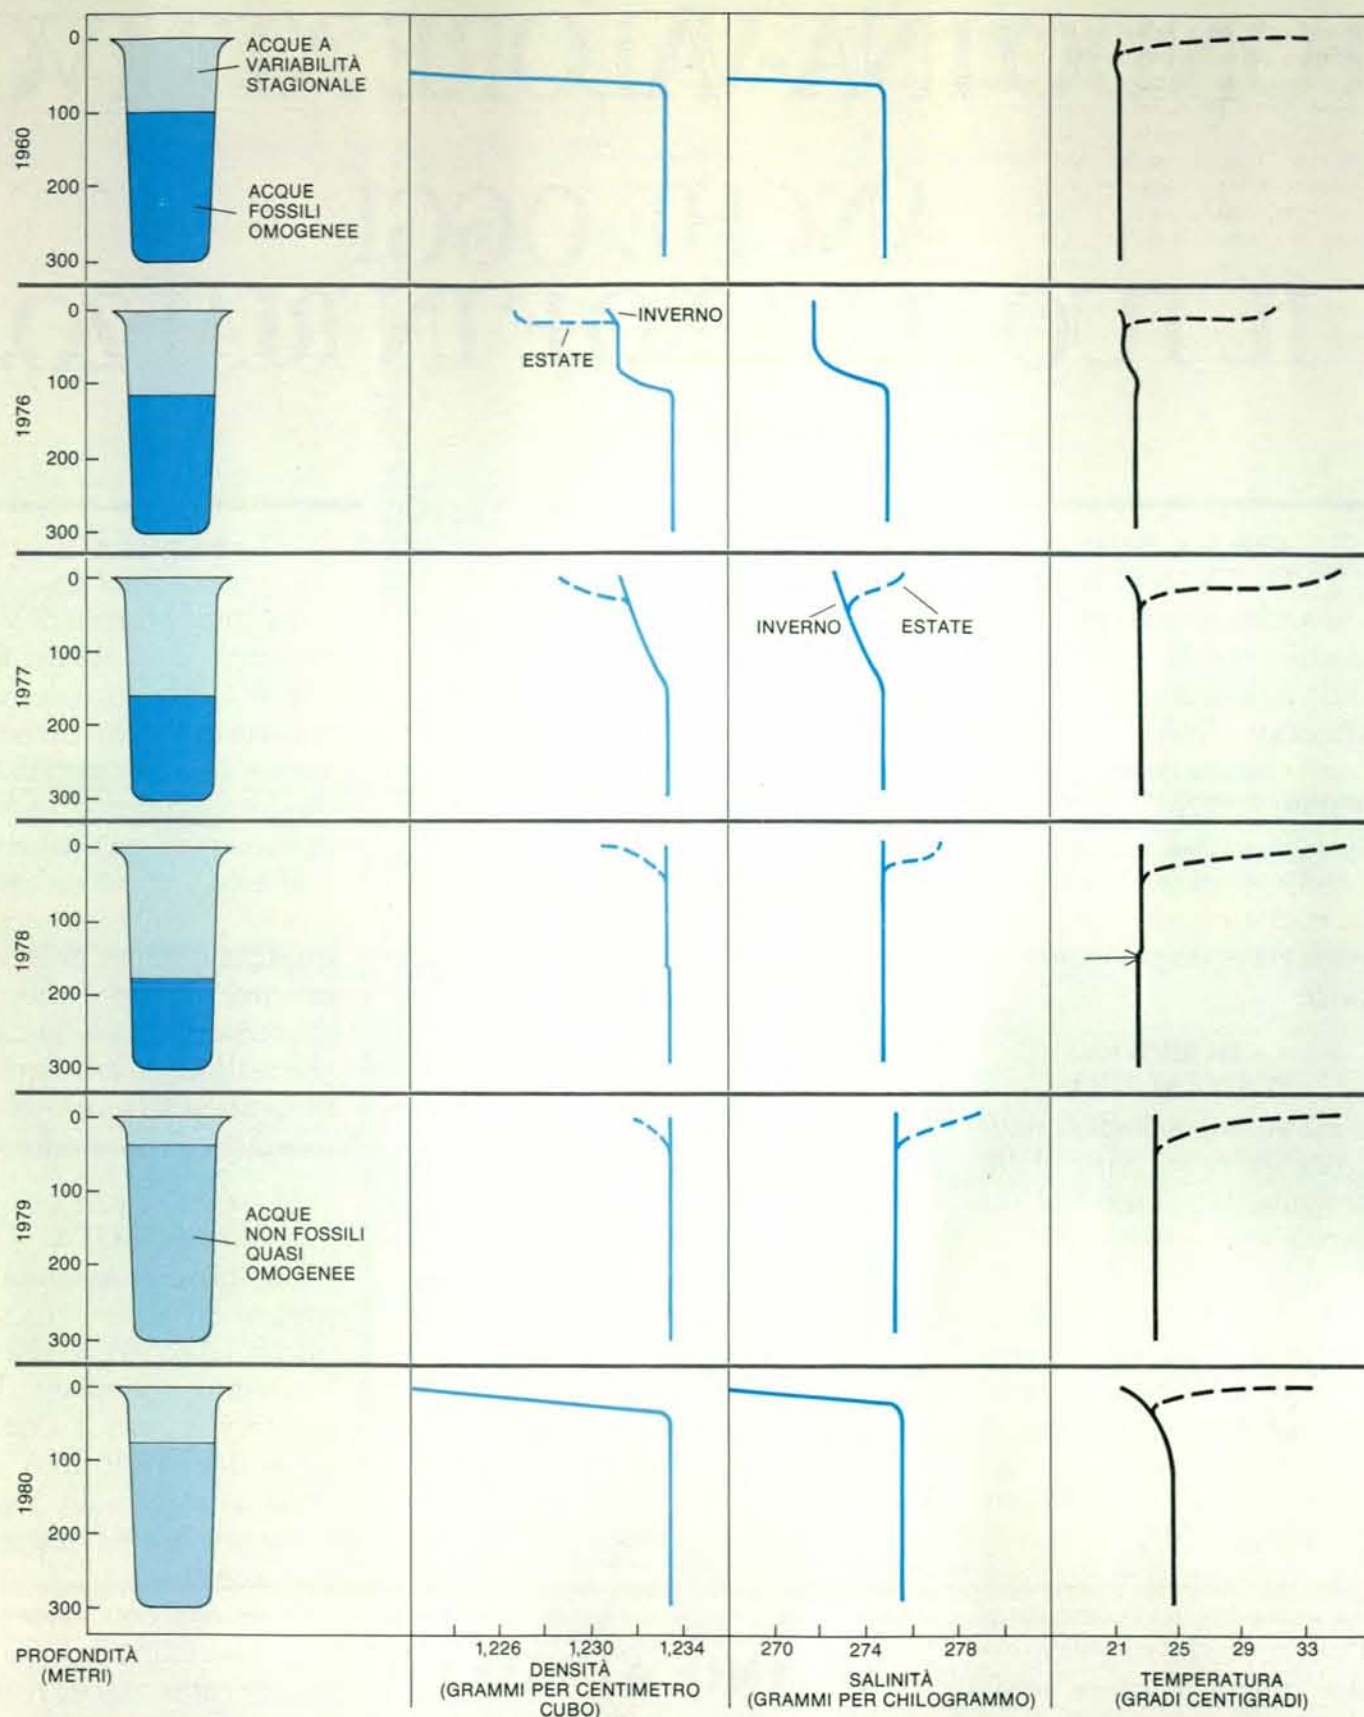 1960
0
100
200
300
ACQUE A
VARIABILITÀ
STAGIONALE
ACQUE
FOSSILI
OMOGENEE
1976
0
100
200
300
INVERNO
ESTATE
1977
0
100
200
300
INVERNO
ESTATE
1978
0
100
200
300
1979
0
100
200
300
ACQUE
NON FOSSILI
QUASI
OMOGENEE
1980
0
100
200
300
PROFONDITÀ
(METRI)
1,226 1,230 1,234
DENSITÀ
(GRAMMI PER CENTIMETRO
CUBO)
270 274 278
SALINITÀ
(GRAMMI PER CHILOGRAMMO)
21 25 29 33
TEMPERATURA
(GRADI CENTIGRADI)